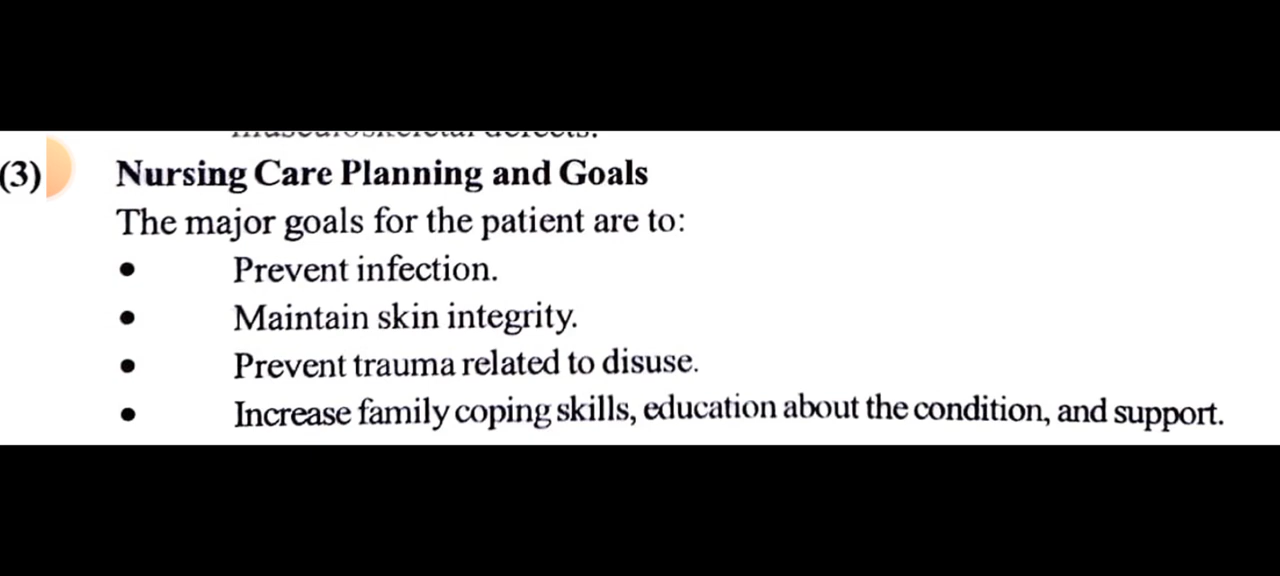 (3) Nursing Care Planning and Goals
The major goals for the patient are to:
• Prevent infection.
• Maintain skin integrity.
• Prevent trauma related to disuse.
• Increase family coping skills, education about the condition, and support.